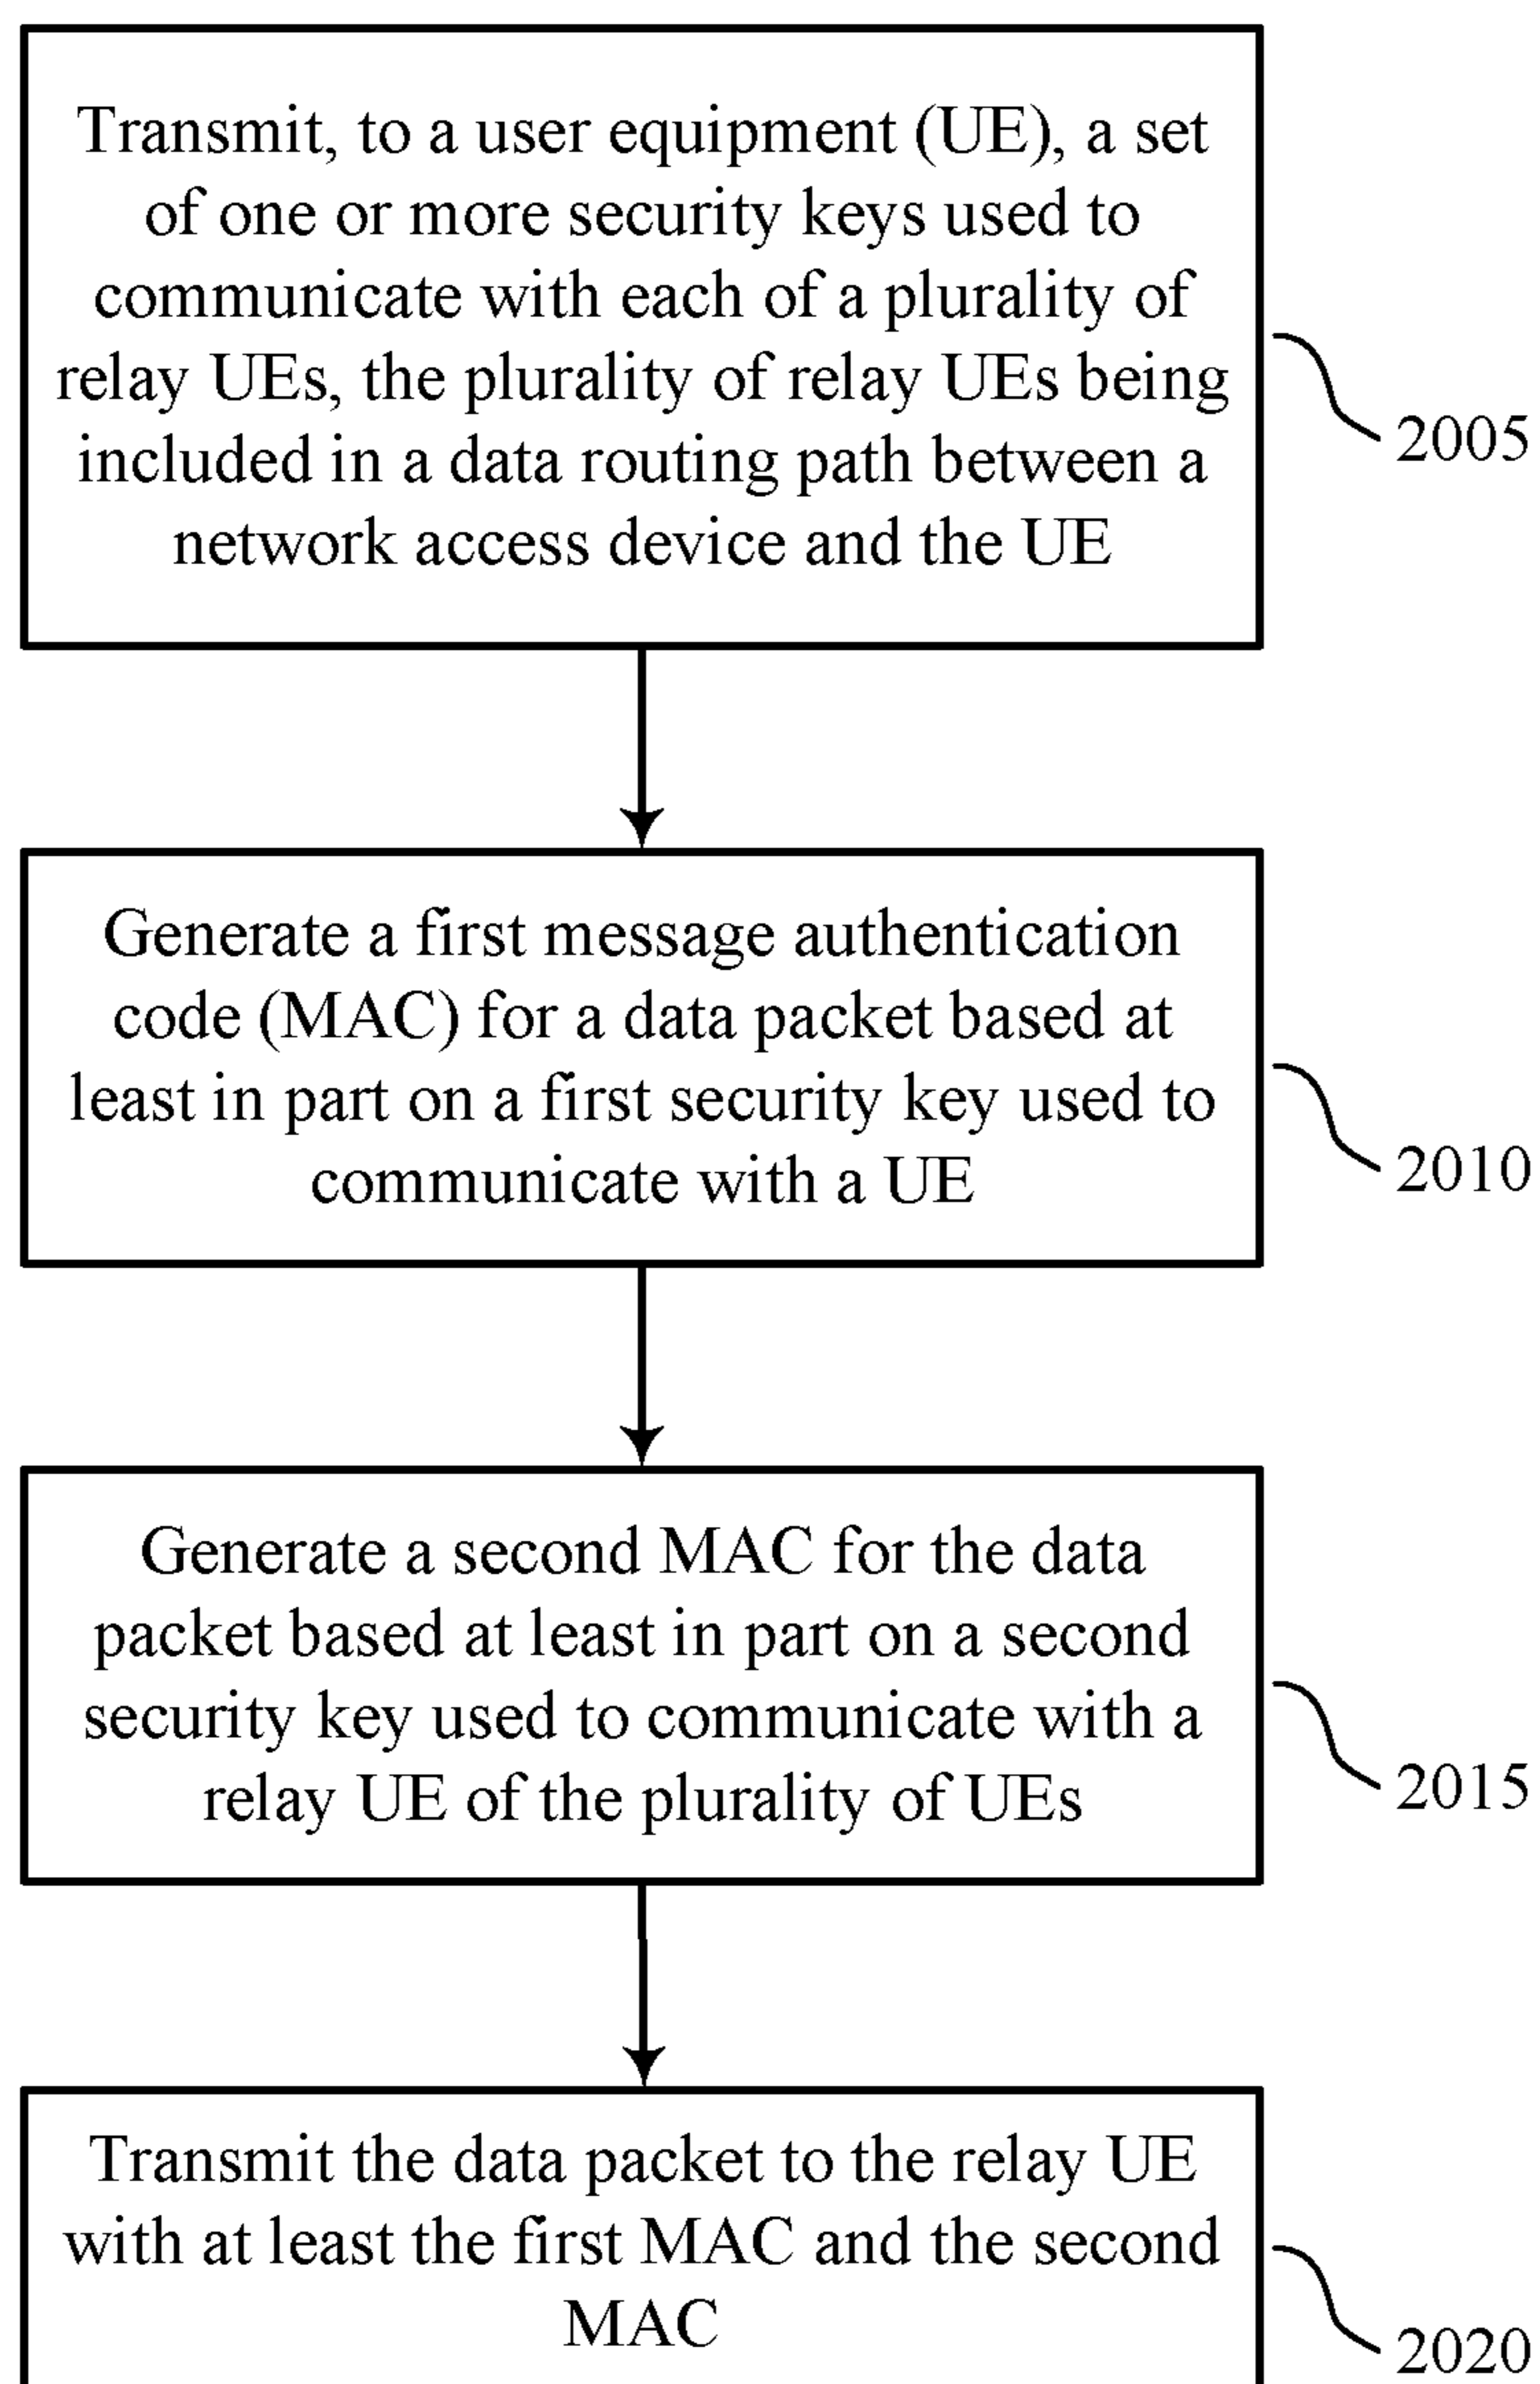 Transmit, to a user equipment (UE), a set
of one or more security keys used to
communicate with each of a plurality of
relay UEs, the plurality of relay UEs being
included in a data routing path between a
network access device and the UE
2005
Generate a first message authentication
code (MAC) for a data packet based at
least in part on a first security key used to
communicate with a UE
2010
Generate a second MAC for the data
packet based at least in part on a second
security key used to communicate with a
relay UE of the plurality of UEs
2015
Transmit the data packet to the relay UE
with at least the first MAC and the second
MAC
2020